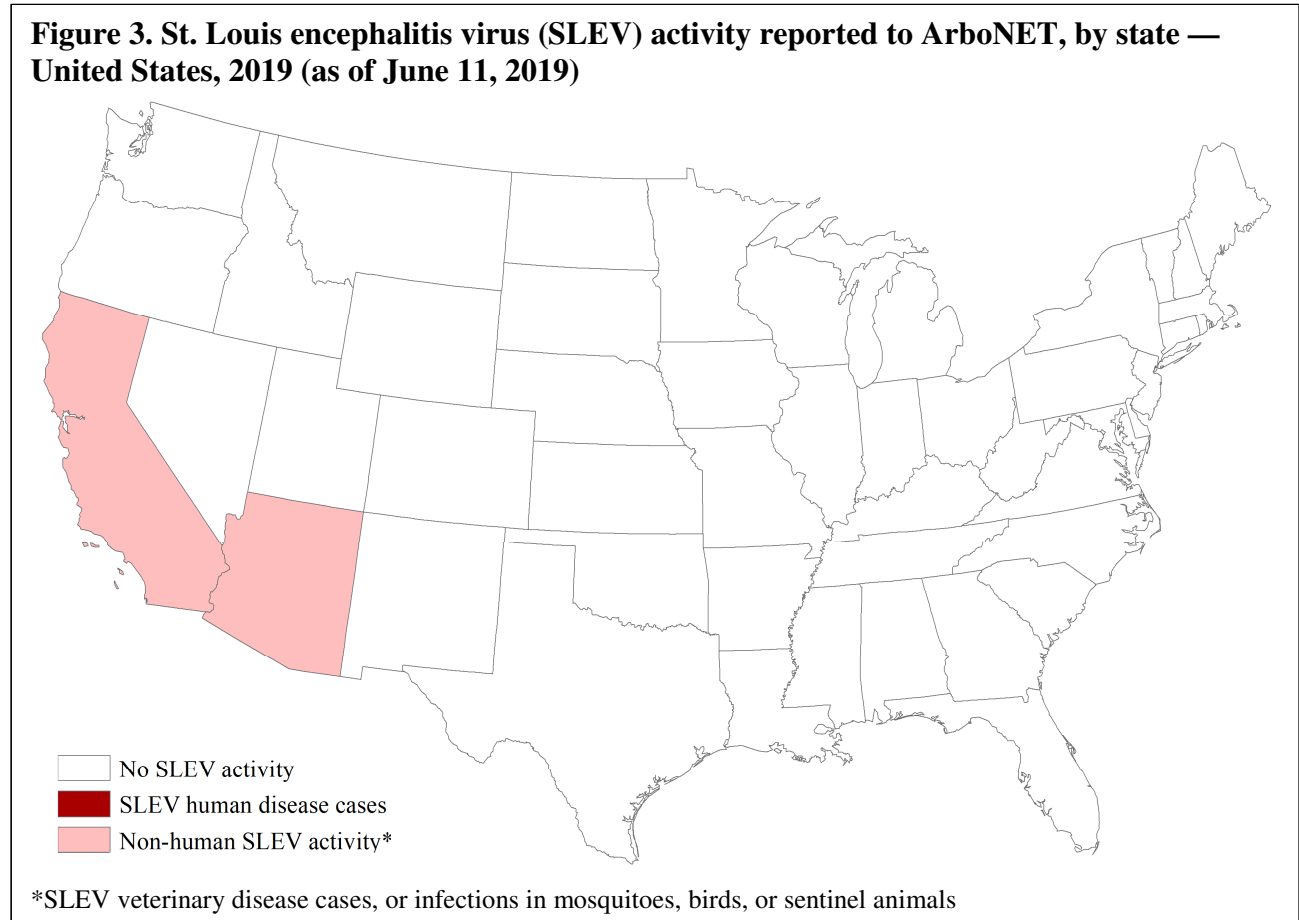 Figure 3. St. Louis encephalitis virus (SLEV) activity reported to ArboNET, by state —
United States, 2019 (as of June 11, 2019)
No SLEV activity
SLEV human disease cases
Non-human SLEV activity*
*SLEV veterinary disease cases, or infections in mosquitoes, birds, or sentinel animals